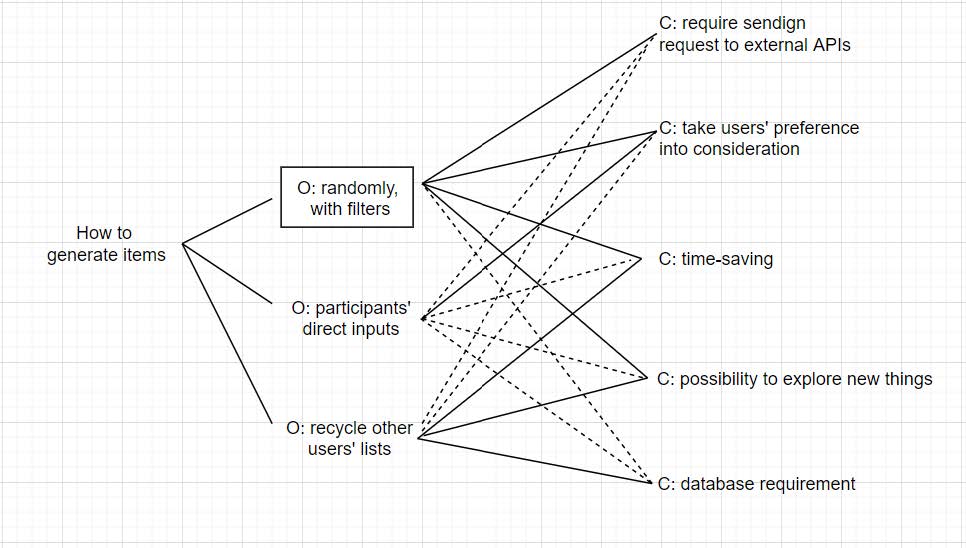 C: require sendign
request to external APIs
C: take users' preference
into consideration
O: randomly,
with filters
How to
generate items
C: time-saving
O: participants'
direct inputs
C: possibility to explore new things
O: recycle other
users' lists
C: database requirement